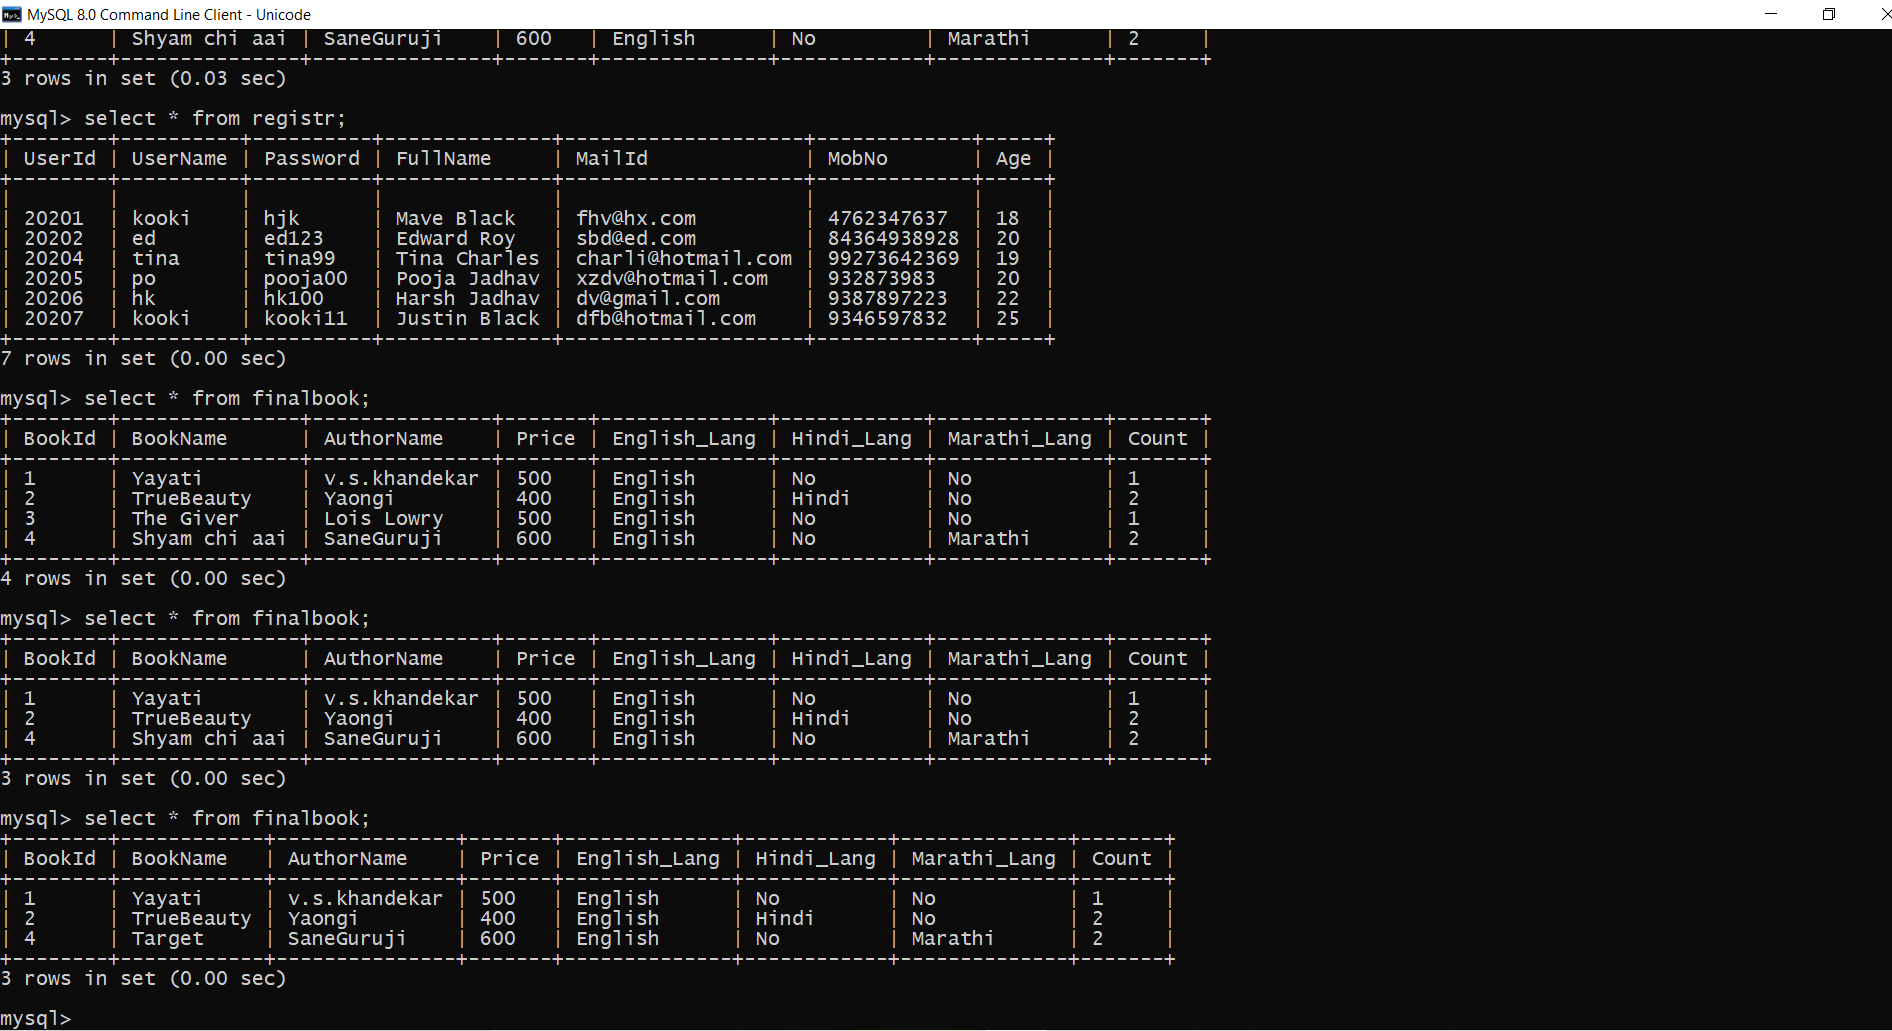 MySQL 8.0 Command Line Client - Unicode
| 4      | Shyam chi aai | SaneGuruji    | 600   | English      | No         | Marathi      | 2     |
+--------+---------------+---------------+-------+--------------+------------+--------------+-------+
3 rows in set (0.03 sec)
mysql> select * from registr;
+--------+----------+----------+--------------+--------------------+-------------+-----+
| UserId | UserName | Password | FullName     | MailId             | MobNo       | Age |
+--------+----------+----------+--------------+--------------------+-------------+-----+
|        |          |          |              |                    |             |     |
| 20201  | kooki    | hjk      | Mave Black   | fhv@hx.com         | 4762347637  | 18  |
| 20202  | ed       | ed123    | Edward Roy   | sbd@ed.com         | 84364938928 | 20  |
| 20204  | tina     | tina99   | Tina Charles | charli@hotmail.com | 99273642369 | 19  |
| 20205  | po       | pooja00  | Pooja Jadhav | xzdv@hotmail.com   | 932873983   | 20  |
| 20206  | hk       | hk100    | Harsh Jadhav | dv@gmail.com       | 9387897223  | 22  |
| 20207  | kooki    | kooki11  | Justin Black | dfb@hotmail.com    | 9346597832  | 25  |
+--------+----------+----------+--------------+--------------------+-------------+-----+
7 rows in set (0.00 sec)
mysql> select * from finalbook;
+--------+---------------+---------------+-------+--------------+------------+--------------+-------+
| BookId | BookName      | AuthorName    | Price | English_Lang | Hindi_Lang | Marathi_Lang | Count |
+--------+---------------+---------------+-------+--------------+------------+--------------+-------+
| 1      | Yayati        | v.s.khandekar | 500   | English      | No         | No           | 1     |
| 2      | TrueBeauty    | Yaongi        | 400   | English      | Hindi      | No           | 2     |
| 3      | The Giver     | Lois Lowry    | 500   | English      | No         | No           | 1     |
| 4      | Shyam chi aai | SaneGuruji    | 600   | English      | No         | Marathi      | 2     |
+--------+---------------+---------------+-------+--------------+------------+--------------+-------+
4 rows in set (0.00 sec)
mysql> select * from finalbook;
+--------+---------------+---------------+-------+--------------+------------+--------------+-------+
| BookId | BookName      | AuthorName    | Price | English_Lang | Hindi_Lang | Marathi_Lang | Count |
+--------+---------------+---------------+-------+--------------+------------+--------------+-------+
| 1      | Yayati        | v.s.khandekar | 500   | English      | No         | No           | 1     |
| 2      | TrueBeauty    | Yaongi        | 400   | English      | Hindi      | No           | 2     |
| 4      | Shyam chi aai | SaneGuruji    | 600   | English      | No         | Marathi      | 2     |
+--------+---------------+---------------+-------+--------------+------------+--------------+-------+
3 rows in set (0.00 sec)
mysql> select * from finalbook;
+--------+------------+---------------+-------+--------------+------------+--------------+-------+
| BookId | BookName   | AuthorName    | Price | English_Lang | Hindi_Lang | Marathi_Lang | Count |
+--------+------------+---------------+-------+--------------+------------+--------------+-------+
| 1      | Yayati     | v.s.khandekar | 500   | English      | No         | No           | 1     |
| 2      | TrueBeauty | Yaongi        | 400   | English      | Hindi      | No           | 2     |
| 4      | Target     | SaneGuruji    | 600   | English      | No         | Marathi      | 2     |
+--------+------------+---------------+-------+--------------+------------+--------------+-------+
3 rows in set (0.00 sec)
mysql>